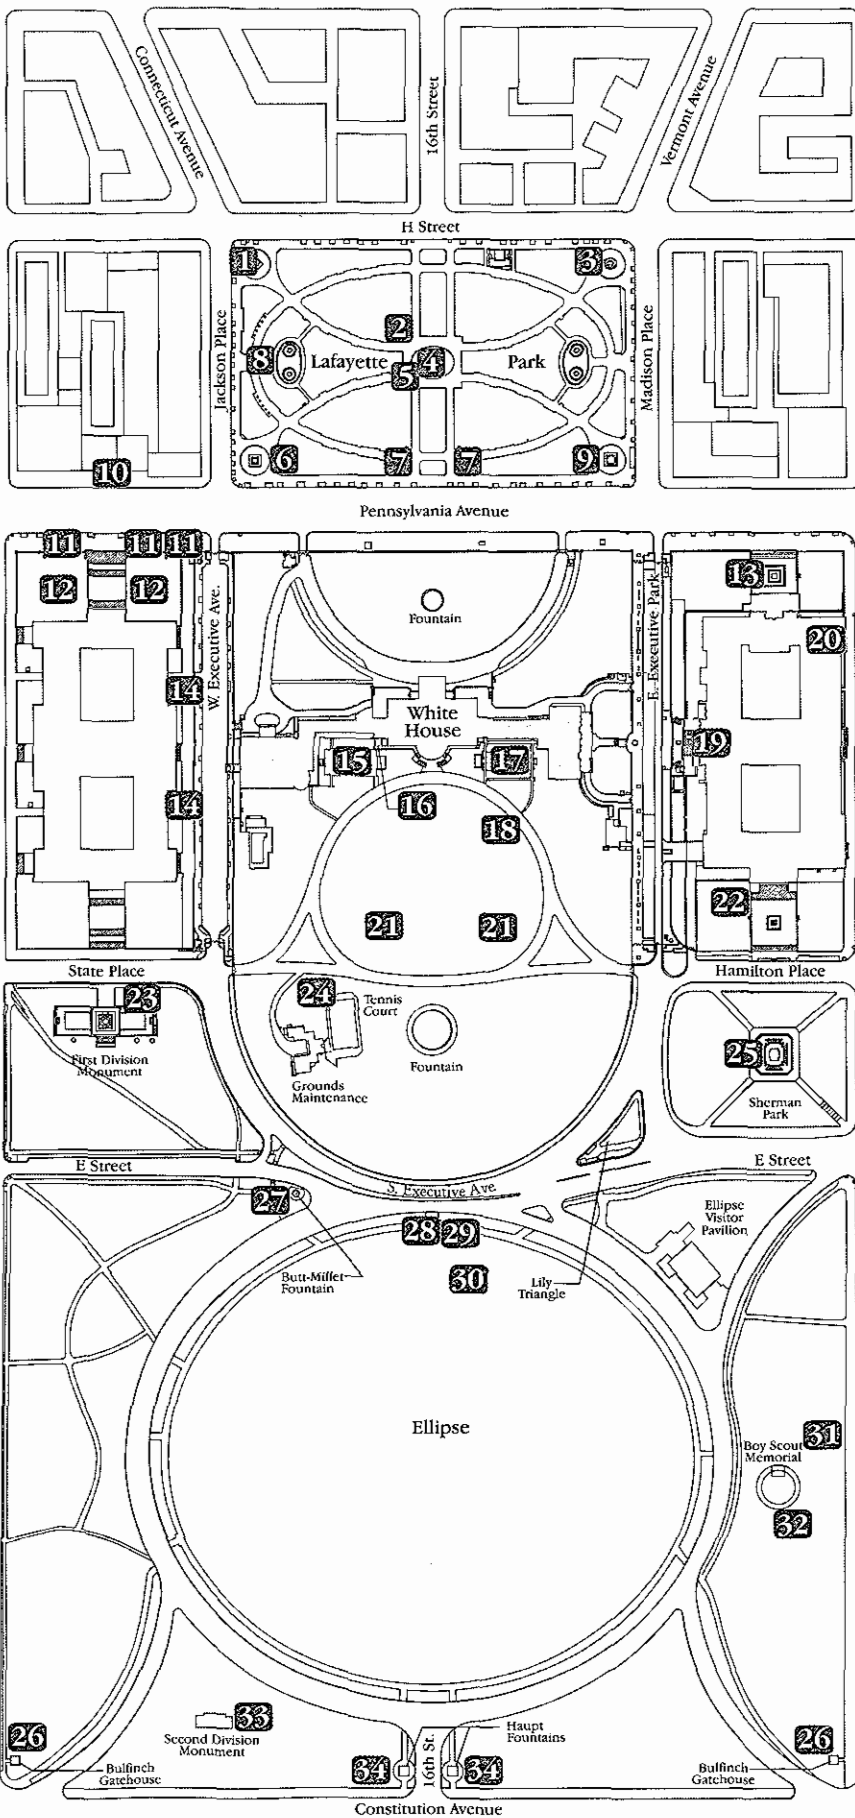 Connecticut Avenue
16th Street
Vermont Avenue
H Street
1
3
Jackson Place
2
Madison Place
8
Lafayette
4
Park
5
6
7
7
9
10
Pennsylvania Avenue
11
11
11
12
12
W. Executive Ave.
Fountain
E. Executive Park
13
20
14
White
House
15
17
19
14
16
18
22
21
21
State Place
Hamilton Place
23
First Division
Monument
24
Tennis
Court
Fountain
Grounds
Maintenance
25
Sherman
Park
E Street
E Street
S. Executive Ave.
27
28
29
Ellipse
Visitor
Pavilion
Butt-Millet
Fountain
30
Lily
Triangle
Ellipse
31
Boy Scout
Memorial
32
26
33
Second Division
Monument
Haupt
Fountains
16th St.
26
Bulfinch
Gatehouse
34
34
Bulfinch
Gatehouse
Constitution Avenue